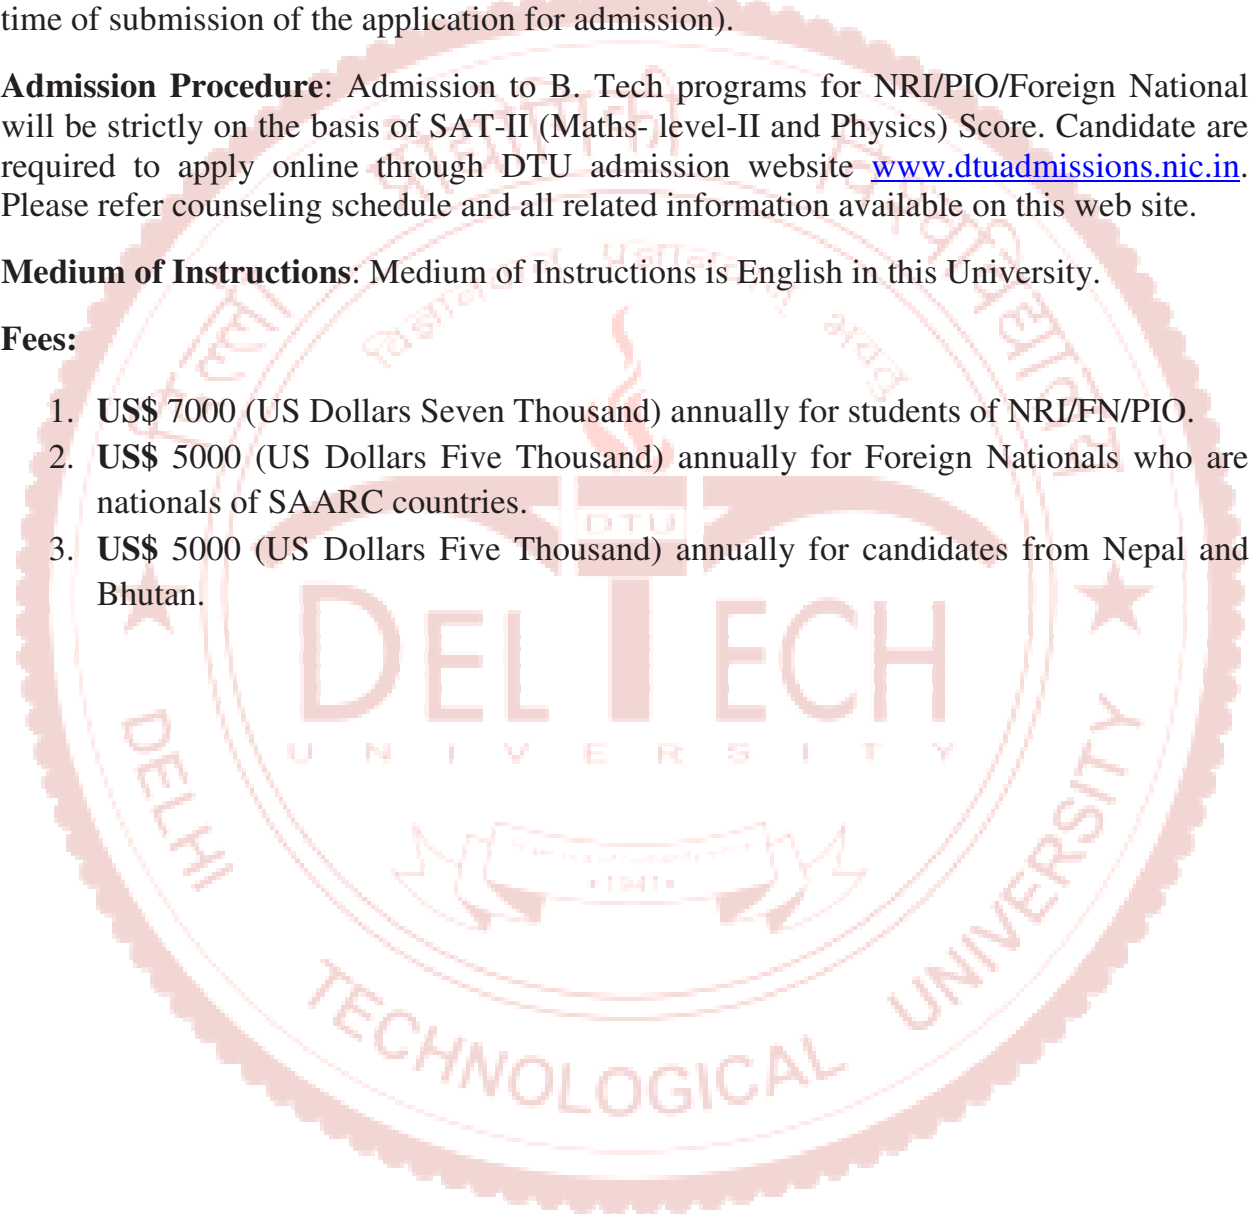 time of submission of the application for admission).
Admission Procedure: Admission to B. Tech programs for NRI/PIO/Foreign National
will be strictly on the basis of SAT-II (Maths- level-II and Physics) Score. Candidate are
required to apply online through DTU admission website www.dtuadmissions.nic.in.
Please refer counseling schedule and all related information available on this web site.
Medium of Instructions: Medium of Instructions is English in this University.
Fees:
1. US$ 7000 (US Dollars Seven Thousand) annually for students of NRI/FN/PIO.
2. US$ 5000 (US Dollars Five Thousand) annually for Foreign Nationals who are
nationals of SAARC countries.
3. US$ 5000 (US Dollars Five Thousand) annually for candidates from Nepal and
Bhutan.
DTU
DELTECH
UNIVERSITY
•1941•
DELHI TECHNOLOGICAL UNIVERSITY